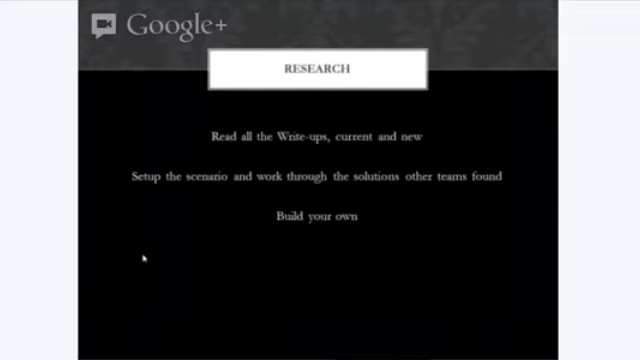 Google+
RESEARCH
Read all the Write-ups, current and new
Setup the scenario and work through the solutions other teams found
Build your own